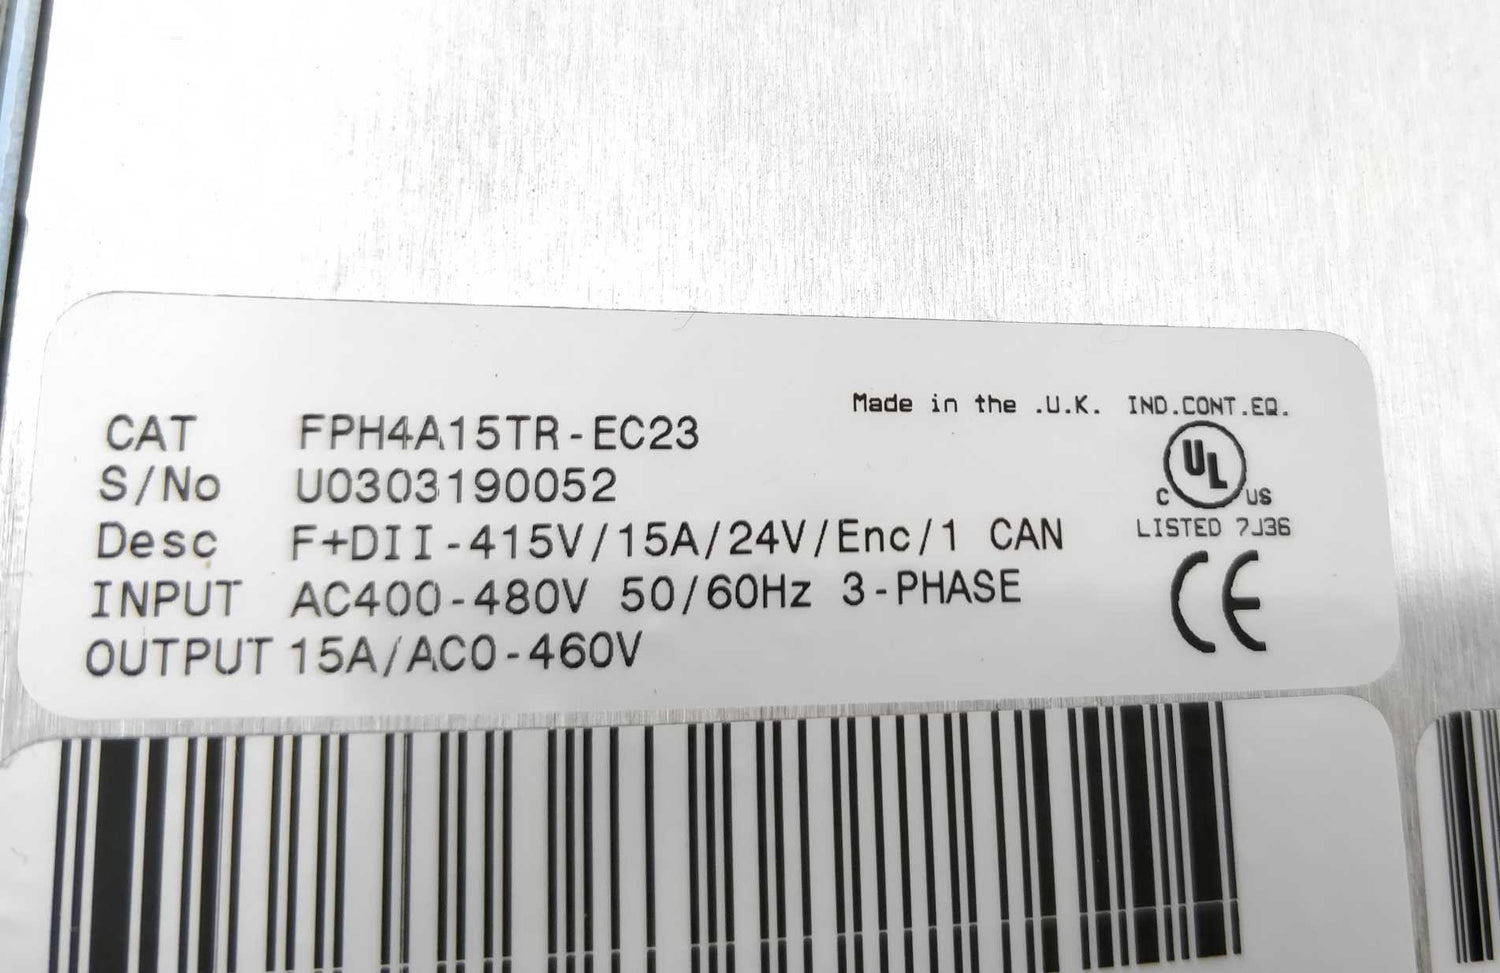 Made in the .U.K. IND.CONT.EQ.
CAT FPH4A15TR-EC23
S/No U0303190052
Desc F+DII-415V/15A/24V/Enc/1 CAN
INPUT AC400-480V 50/60Hz 3-PHASE
OUTPUT 15A/AC0-460V
UL
C US
LISTED 7J36
CE